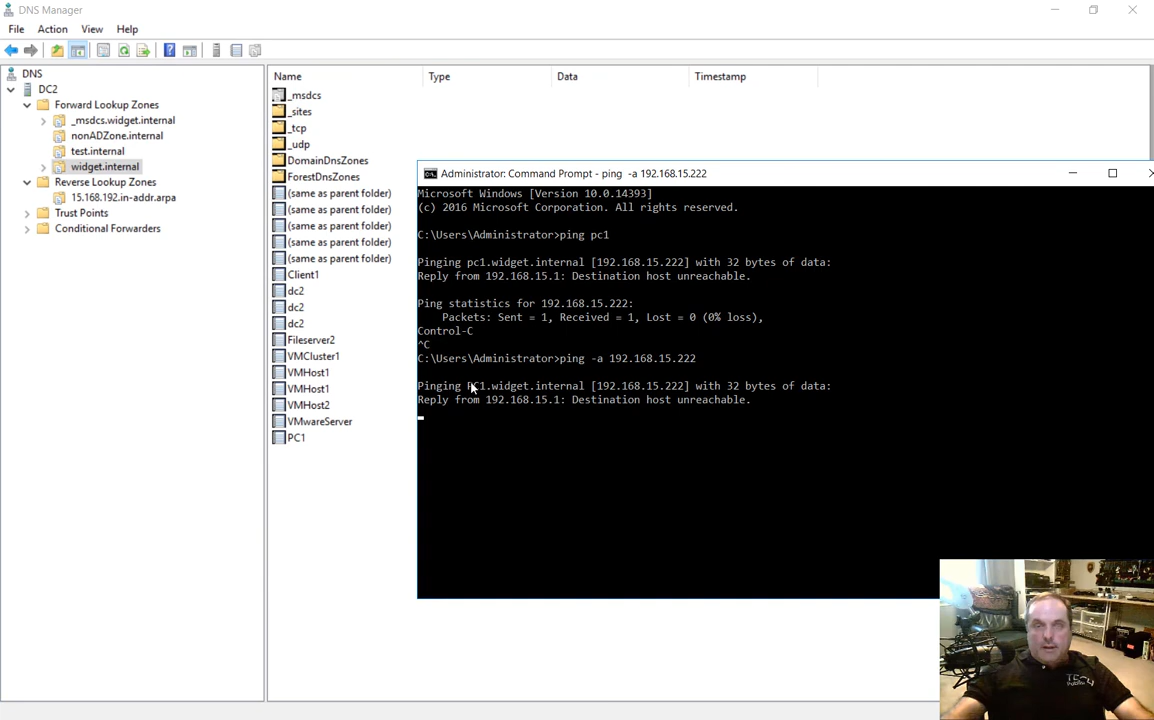 DNS Manager
File Action View Help
DNS
DC2
Forward Lookup Zones
_msdcs.widget.internal
nonADZone.internal
test.internal
widget.internal
Reverse Lookup Zones
15.168.192.in-addr.arpa
Trust Points
Conditional Forwarders
Name Type Data Timestamp
_msdcs
_sites
_tcp
_udp
DomainDnsZones
ForestDnsZones
(same as parent folder)
(same as parent folder)
(same as parent folder)
(same as parent folder)
(same as parent folder)
Client1
dc2
dc2
dc2
Fileserver2
VMCluster1
VMHost1
VMHost1
VMHost2
VMwareServer
PC1
Administrator: Command Prompt - ping -a 192.168.15.222
Microsoft Windows [Version 10.0.14393]
(c) 2016 Microsoft Corporation. All rights reserved.
C:\Users\Administrator>ping pc1
Pinging pc1.widget.internal [192.168.15.222] with 32 bytes of data:
Reply from 192.168.15.1: Destination host unreachable.
Ping statistics for 192.168.15.222:
Packets: Sent = 1, Received = 1, Lost = 0 (0% loss),
Control-C
^C
C:\Users\Administrator>ping -a 192.168.15.222
Pinging PC1.widget.internal [192.168.15.222] with 32 bytes of data:
Reply from 192.168.15.1: Destination host unreachable.